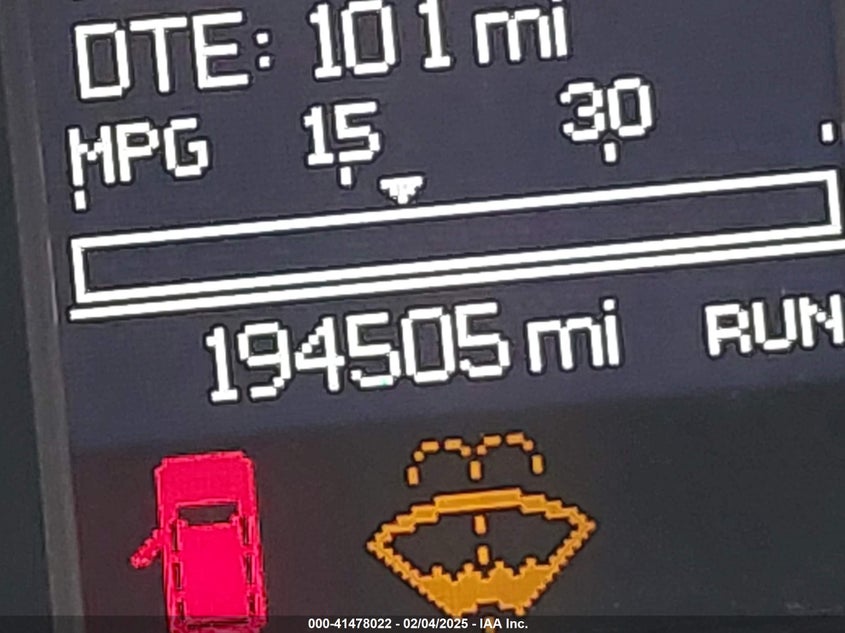 DTE: 101 mi
MPG 15 30
194505 mi RUN
000-41478022 - 02/04/2025 - IAA Inc.